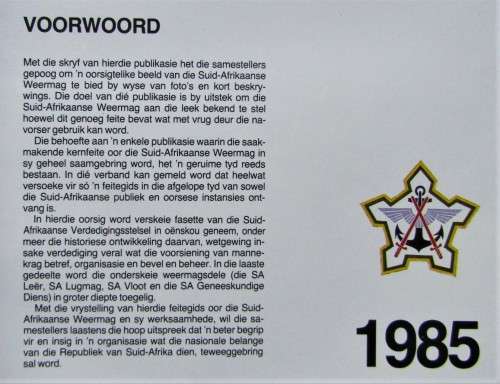 VOORWOORD
Met die skryf van hierdie publikasie het die samestellers
gepoog om 'n oorsigtelike beeld van die Suid-Afrikaanse
Weermag te bied by wyse van foto's en kort beskry-
wings. Die doel van dié publikasie is by uitstek om die
Suid-Afrikaanse Weermag aan die leek bekend te stel
hoewel dit genoeg feite bevat wat met vrug deur die na-
vorser gebruik kan word.
Die behoefte aan 'n enkele publikasie waarin die saak-
makende kernfeite oor die Suid-Afrikaanse Weermag in
sy geheel saamgebring word, het 'n geruime tyd reeds
bestaan. In dié verband kan gemeld word dat heelwat
versoeke vir só 'n feitegids in die afgelope tyd van sowel
die Suid-Afrikaanse publiek en oorsese instansies ont-
vang is.
In hierdie oorsig word verskeie fasette van die Suid-
Afrikaanse Verdedigingstelsel in oënskou geneem, onder
meer die historiese ontwikkeling daarvan, wetgewing in-
sake verdediging veral wat die voorsiening van manne-
krag betref, organisasie en bevel en beheer. In die laaste
gedeelte word die onderskeie weermagsdele (die SA
Leër, SA Lugmag, SA Vloot en die SA Geneeskundige
Diens) in groter diepte toegelig.
Met die vrystelling van hierdie feitegids oor die Suid-
Afrikaanse Weermag en sy werksaamhede, wil die sa-
mestellers laastens die hoop uitspreek dat 'n beter begrip
vir en insig in 'n organisasie wat die nasionale belange
van die Republiek van Suid-Afrika dien, teweeggebring
sal word.
1985